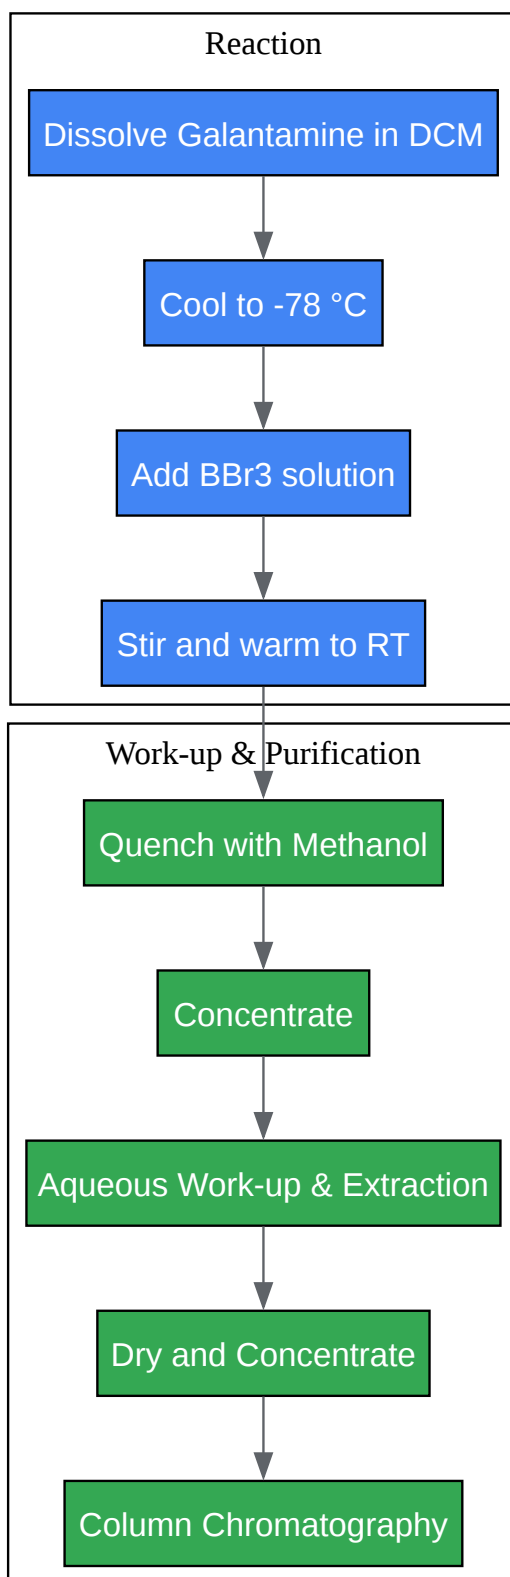 Reaction
Dissolve Galantamine in DCM
Cool to -78 °C
Add BBr3 solution
Stir and warm to RT
Work-up & Purification
Quench with Methanol
Concentrate
Aqueous Work-up & Extraction
Dry and Concentrate
Column Chromatography